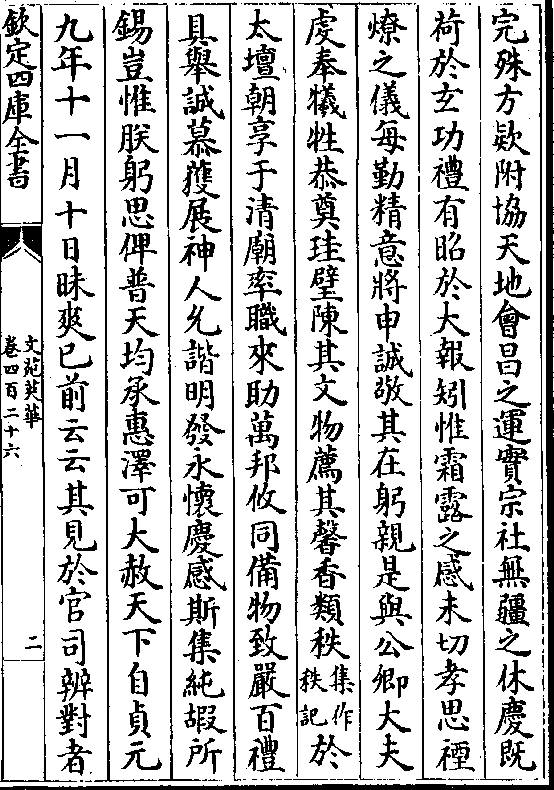 完殊方欵附協天地會昌之運實宗社無疆之休慶既
荷於玄功禮有昭於大報矧惟霜露之感未切孝思禋
燎之儀每勤精意將申誠敬其在躬親是與公卿大夫
虔奉犠牲恭奠珪璧陳其文物薦其馨香類秩集作秩記於
太壇朝享于清廟率職來助萬邦攸同備物致嚴百禮
具舉誠慕獲展神人允諧明發永懷慶感斯集純嘏所
錫豈惟朕躬思俾普天均承惠澤可大赦天下自貞元
九年十一月十日昧爽已前云云其見於官司辨對者
欽定四庫全書
文苑英華
卷四百二十六
二